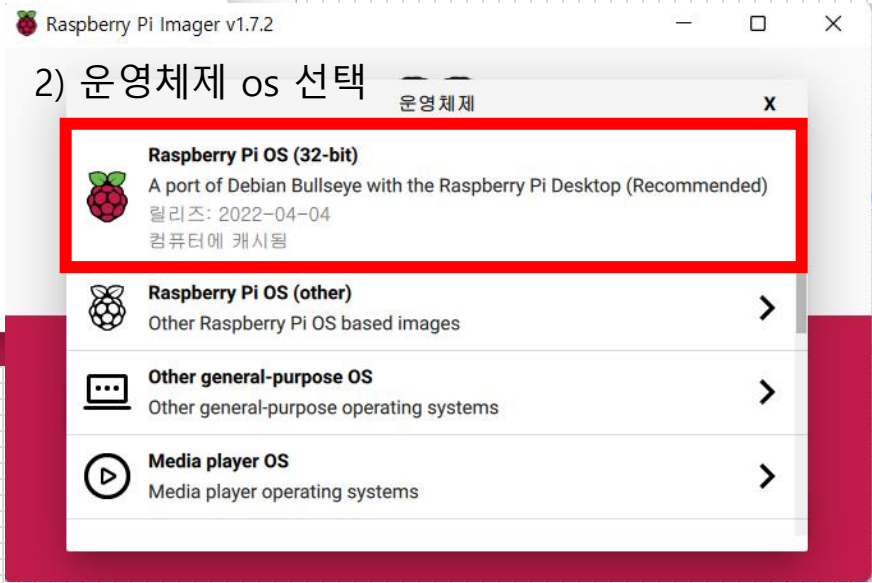 Raspberry Pi Imager v1.7.2
2) 운영체제 os 선택
운영체제
X
Raspberry Pi OS (32-bit)
A port of Debian Bullseye with the Raspberry Pi Desktop (Recommended)
릴리즈: 2022-04-04
컴퓨터에 캐시됨
Raspberry Pi OS (other)
Other Raspberry Pi OS based images
Other general-purpose OS
Other general-purpose operating systems
Media player OS
Media player operating systems